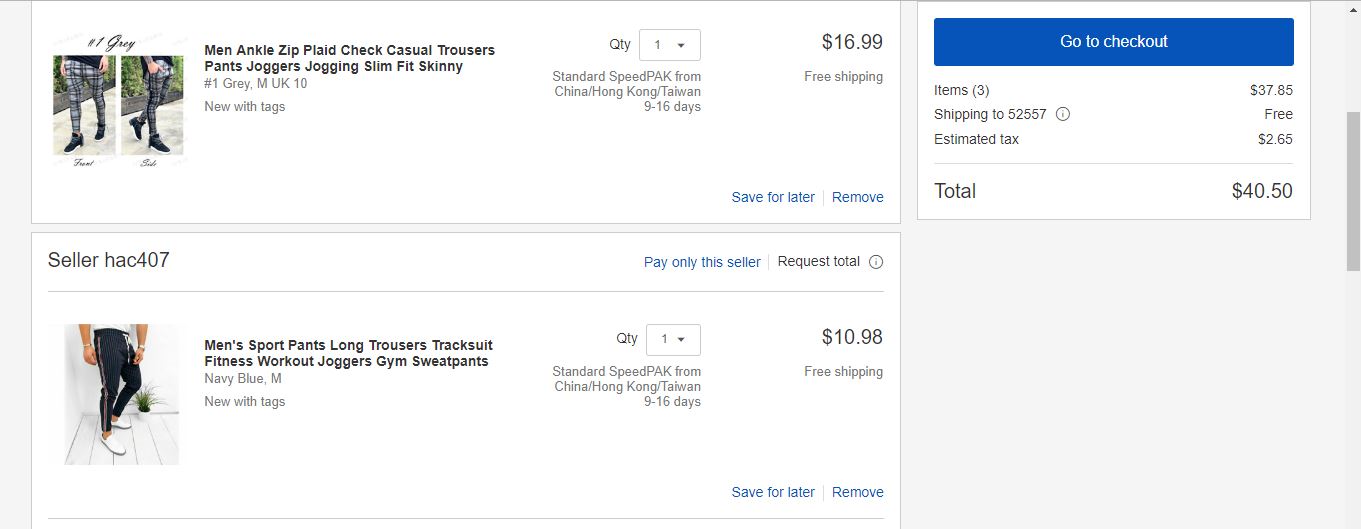 #1 Grey
Front
Side
Men Ankle Zip Plaid Check Casual Trousers
Pants Joggers Jogging Slim Fit Skinny
#1 Grey, M UK 10
New with tags
Qty 1
Standard SpeedPAK from
China/Hong Kong/Taiwan
9-16 days
$16.99
Free shipping
Save for later
Remove
Seller hac407
Pay only this seller
Request total
Men's Sport Pants Long Trousers Tracksuit
Fitness Workout Joggers Gym Sweatpants
Navy Blue, M
New with tags
Qty 1
Standard SpeedPAK from
China/Hong Kong/Taiwan
9-16 days
$10.98
Free shipping
Save for later
Remove
Go to checkout
Items (3) $37.85
Shipping to 52557 Free
Estimated tax $2.65
Total $40.50